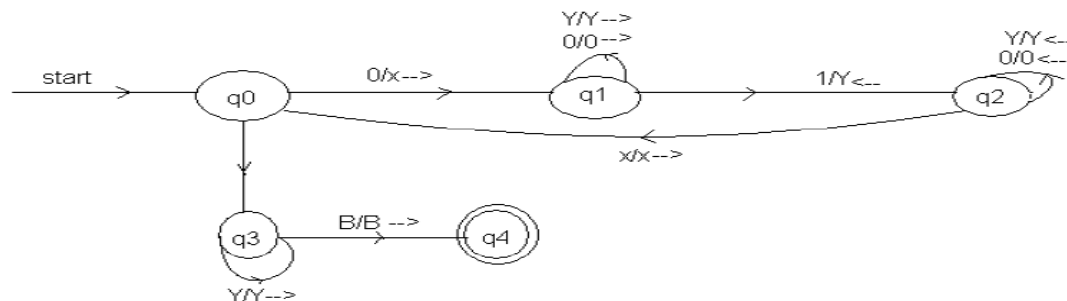 Y/Y-->
0/0-->
Y/Y<--
0/0<--
start
0/x-->
1/Y<--
q0
q1
q2
x/x-->
B/B -->
q3
q4
Y/Y-->